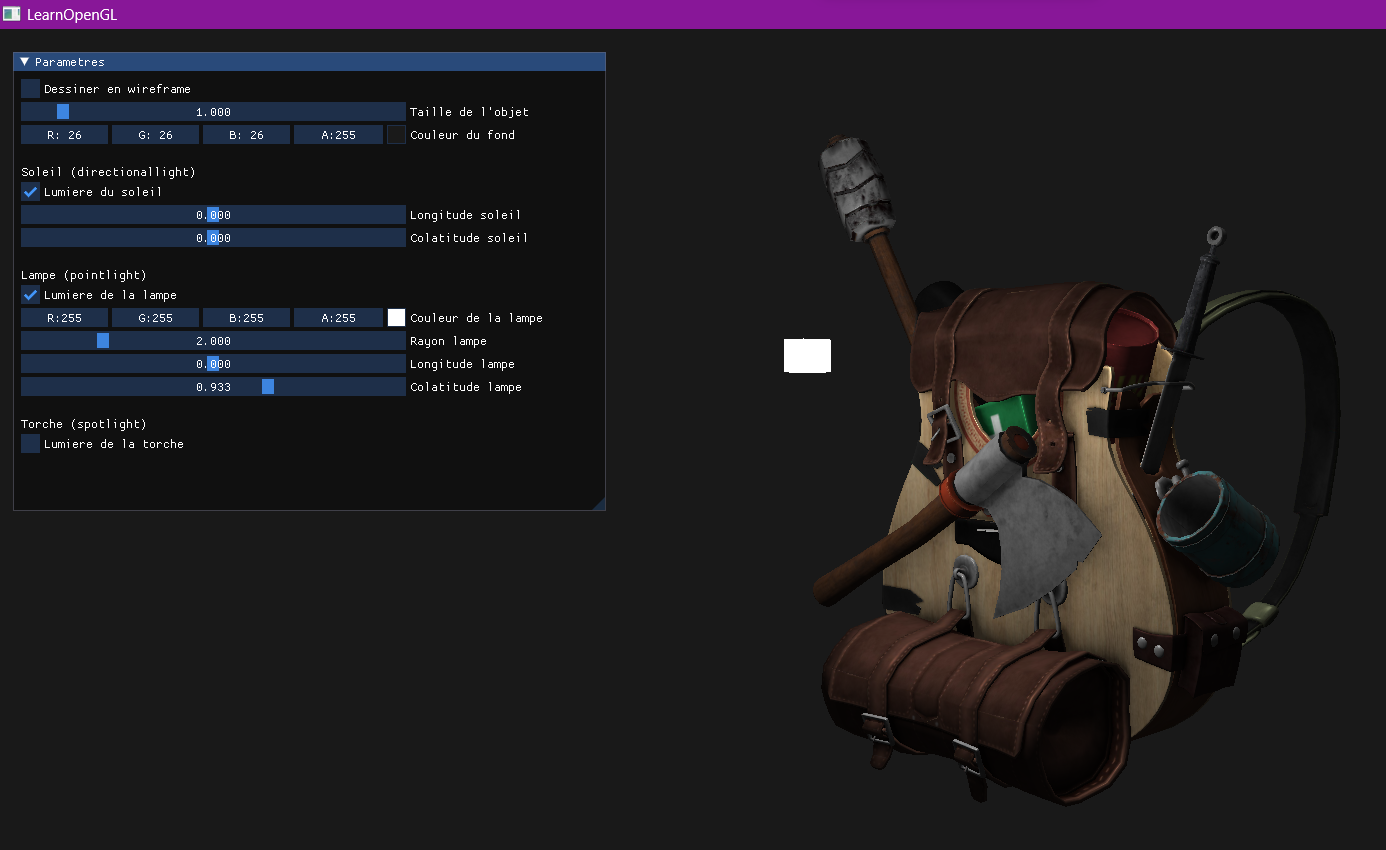 LearnOpenGL
Parametres
Dessiner en wireframe
1.000 Taille de l'objet
R: 26 G: 26 B: 26 A:255 Couleur du fond
Soleil (directionallight)
Lumiere du soleil
0.000 Longitude soleil
0.000 Colatitude soleil
Lampe (pointlight)
Lumiere de la lampe
R:255 G:255 B:255 A:255 Couleur de la lampe
2.000 Rayon lampe
0.000 Longitude lampe
0.933 Colatitude lampe
Torche (spotlight)
Lumiere de la torche